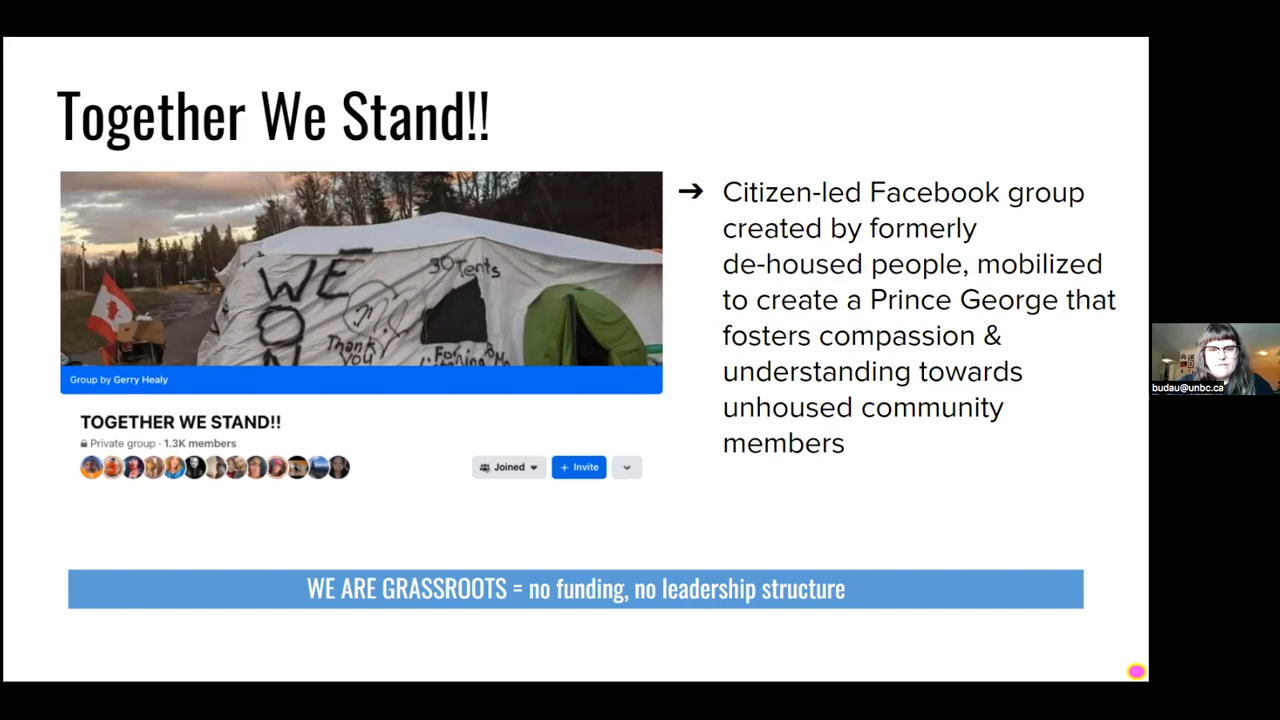 Together We Stand!!
WE
30 Tents
Thank
YOU
Group by Gerry Healy
TOGETHER WE STAND!!
Private group · 1.3K members
Joined
+ Invite
➔ Citizen-led Facebook group
created by formerly
de-housed people, mobilized
to create a Prince George that
fosters compassion &
understanding towards
unhoused community
members
budau@unbc.ca
WE ARE GRASSROOTS = no funding, no leadership structure